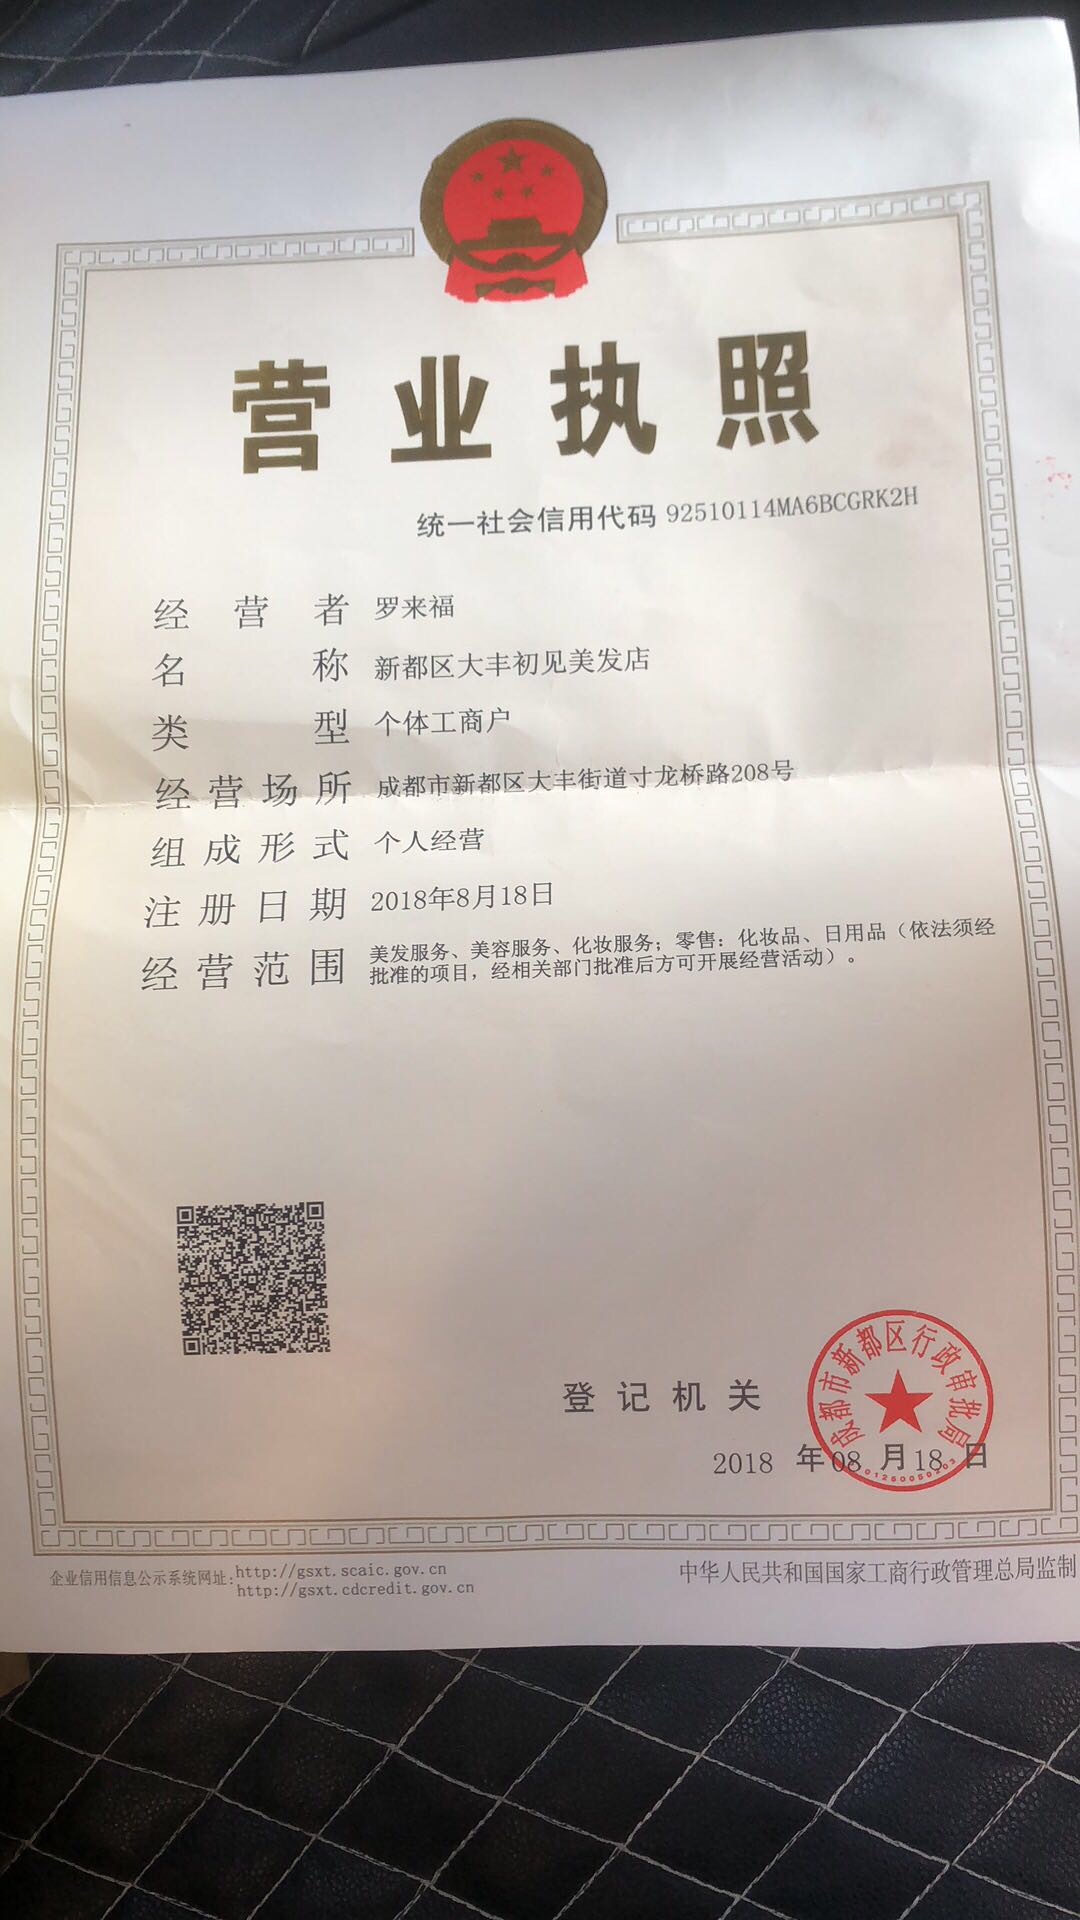 营业执照
统一社会信用代码 92510114MA6BCGRK2H
经营者 罗来福
名称 新都区大丰初见美发店
类型 个体工商户
经营场所 成都市新都区大丰街道寸龙桥路208号
组成形式 个人经营
注册日期 2018年8月18日
经营范围 美发服务、美容服务、化妆服务；零售：化妆品、日用品（依法须经
批准的项目，经相关部门批准后方可开展经营活动）。
登记机关
成都市新都区行政审批局
2018 年 08 月 18 日
企业信用信息公示系统网址: http://gsxt.scaic.gov.cn
http://gsxt.cdcredit.gov.cn
中华人民共和国国家工商行政管理总局监制